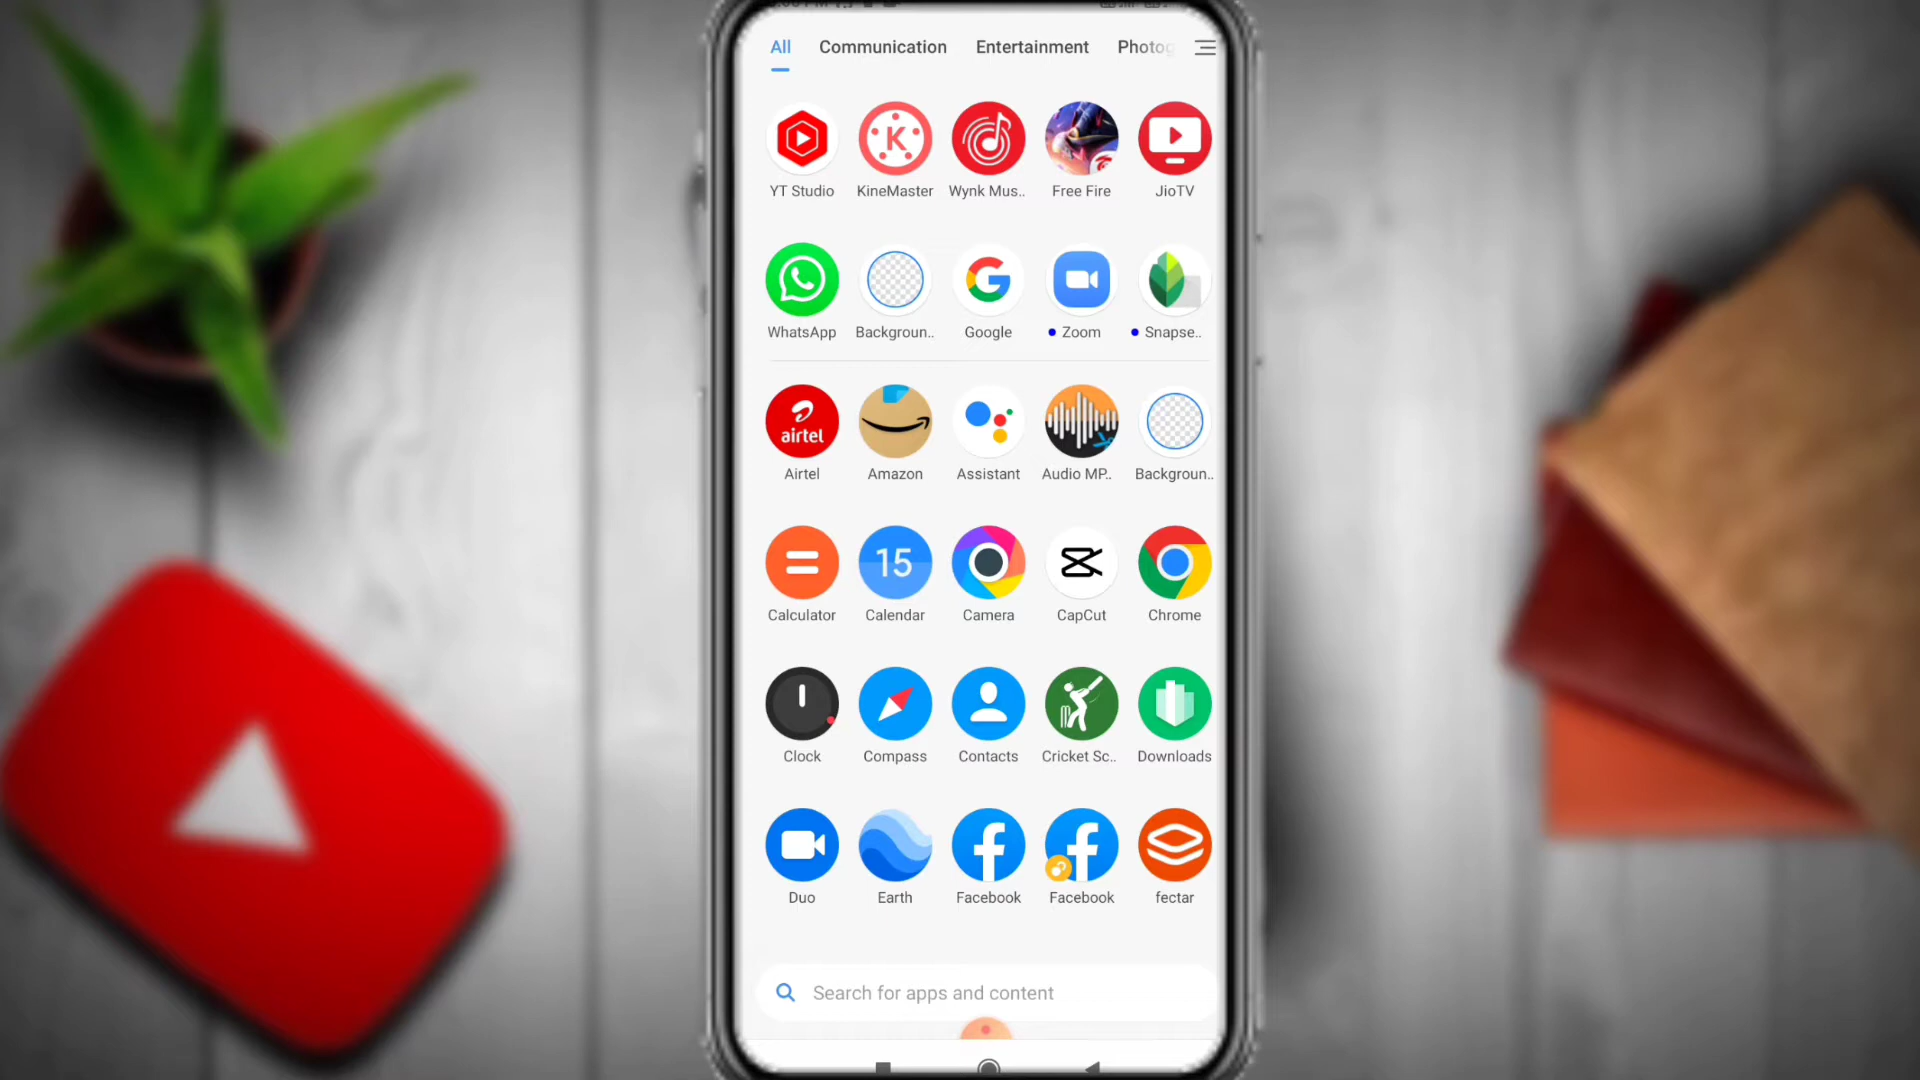 All Communication Entertainment Photog
YT Studio KineMaster Wynk Mus.. Free Fire JioTV
WhatsApp Backgroun.. Google Zoom Snapse..
airtel
Airtel Amazon Assistant Audio MP.. Backgroun..
15
Calculator Calendar Camera CapCut Chrome
Clock Compass Contacts Cricket Sc.. Downloads
Duo Earth Facebook Facebook fectar
Search for apps and content